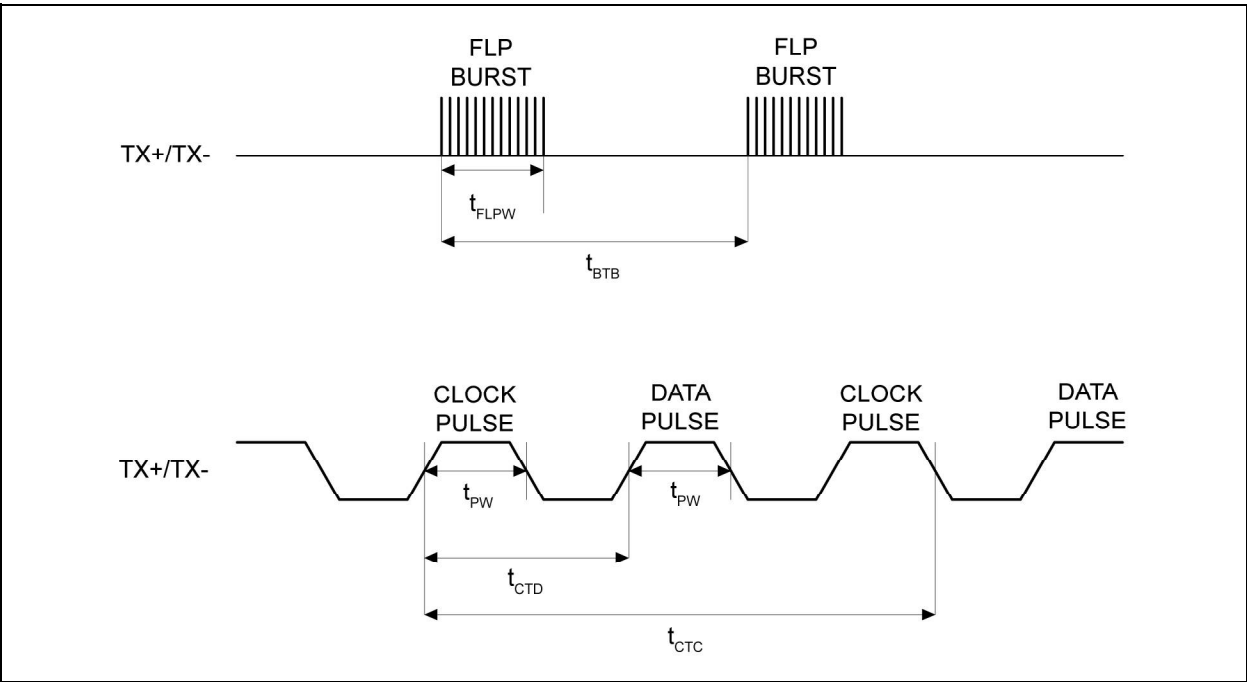 FLP
BURST
FLP
BURST
TX+/TX-
tFLPW
tBTB
CLOCK
PULSE
DATA
PULSE
CLOCK
PULSE
DATA
PULSE
TX+/TX-
tPW
tPW
tCTD
tCTC